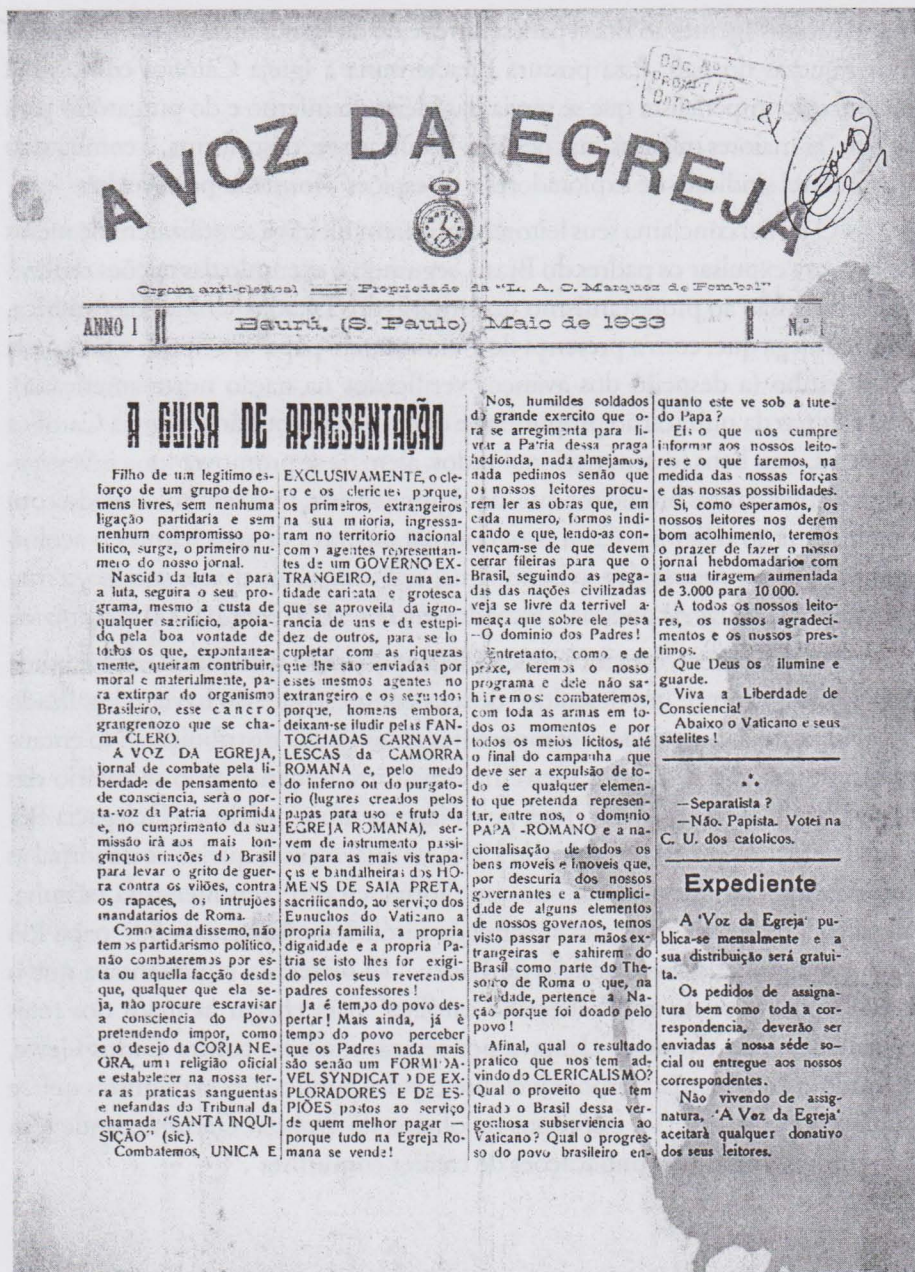 DOC. Nº
PRONT. Nº
A VOZ DA EGREJA
Orgam anti-clerical — Propriedade da "L. A. C. Marquez de Pombal"
ANNO I
Baurú, (S. Paulo) Maio de 1933
N.º 1
A GUISA DE APRESENTAÇÃO
Filho de um legitimo es-
forço de um grupo de ho-
mens livres, sem nenhuma
ligação partidaria e sem
nenhum compromisso po-
litico, surge, o primeiro nu-
mero do nosso jornal.
Nascido da luta e para
a luta, seguira o seu pro-
grama, mesmo a custa de
qualquer sacrificio, apoia-
do pela boa vontade de
todos os que, expontanea-
mente, queiram contribuir,
moral e materialmente, pa-
ra extirpar do organismo
Brasileiro, esse cancro
grangrenozo que se cha-
ma CLERO.
A VOZ DA EGREJA,
jornal de combate pela li-
berdade de pensamento e
de consciencia, serà o por-
ta-voz da Patria oprimida
e, no cumprimento da sua
missão irà aos mais lon-
ginquos rincões do Brasil
para levar o grito de guer-
ra contra os vilões, contra
os rapaces, os intrujões
mandatarios de Roma.
Como acima dissemo, não
temos partidarismo politico,
não combateremos por es-
ta ou aquella facção desde
que, qualquer que ela se-
ja, não procure escravisar
a consciencia do Povo
pretendendo impor, como
e o desejo da CORJA NE-
GRA, uma religião oficial
e estabelecer na nossa ter-
ra as praticas sanguentas
e nefandas do Tribunal da
chamada "SANTA INQUI-
SIÇÃO" (sic).
Combatemos, UNICA E
EXCLUSIVAMENTE, o cle-
ro e os clericaes porque,
os primeiros, extrangeiros
na sua maioria, ingressa-
ram no territorio nacional
como agentes representan-
tes de um GOVERNO EX-
TRANGEIRO, de uma en-
tidade caricata e grotesca
que se aproveita da igno-
rancia de uns e da estupi-
dez de outros, para se lo
cupletar com as riquezas
que lhe são enviadas por
esses mesmos agentes no
extrangeiro e os segundos
porque, homens embora,
deixam-se iludir pelas FAN-
TOCHADAS CARNAVA-
LESCAS da CAMORRA
ROMANA e, pelo medo
do inferno ou do purgato-
rio (lugares creados pelos
papas para uso e fruto da
EGREJA ROMANA), ser-
vem de instrumento passi-
vo para as mais vis trapa-
ças e bandalheiras dos HO-
MENS DE SAIA PRETA,
sacrificando, ao serviço dos
Eunuchos do Vaticano a
propria familia, a propria
dignidade e a propria Pa-
tria se isto lhes for exigi-
do pelos seus reverendos
padres confessores !
Ja é tempo do povo des-
pertar ! Mais ainda, já é
tempo do povo perceber
que os Padres nada mais
são senão um FORMIDA-
VEL SYNDICATO DE EX-
PLORADORES E DE ES-
PIÕES postos ao serviço
de quem melhor pagar —
porque tudo na Egreja Ro-
mana se vende!
Nos, humildes soldados
da grande exercito que o-
ra se arregimenta para li-
vrar a Patria dessa praga
hedionda, nada almejamos,
nada pedimos senão que
os nossos leitores procu-
rem ler as obras que, em
cada numero, formos indi-
cando e que, lendo-as con-
vençam-se de que devem
cerrar fileiras para que o
Brasil, seguindo as pega-
das das nações civilizadas
veja se livre da terrivel a-
meaça que sobre ele pesa
—O dominio dos Padres !
Entretanto, como e de
praxe, teremos o nosso
programa e dele não sa-
hiremos: combateremos,
com toda as armas em to-
dos os momentos e por
todos os meios licitos, até
o final do campanha que
deve ser a expulsão de to-
do e qualquer elemen-
to que pretenda represen-
tar, entre nos, o dominio
PAPA -ROMANO e a na-
cionalisação de todos os
bens moveis e imoveis que,
por descuria dos nossos
governantes e a cumplici-
dade de alguns elementos
de nossos governos, temos
visto passar para mãos ex-
trangeiras e sahirem do
Brasil como parte do The-
souro de Roma o que, na
realidade, pertence a Na-
ção porque foi doado pelo
povo !
Afinal, qual o resultado
pratico que nos tem ad-
vindo do CLERICALISMO?
Qual o proveito que tem
tirado o Brasil dessa ver-
gonhosa subserviencia ao
Vaticano ? Qual o progres-
so do povo brasileiro en-
quanto este ve sob a tute-
do Papa ?
Eis o que nos cumpre
informar aos nossos leito-
res e o que faremos, na
medida das nossas forças
e das nossas possibilidades.
Si, como esperamos, os
nossos leitores nos derem
bom acolhimento, teremos
o prazer de fazer o nosso
jornal hebdomadario com
a sua tiragem aumentada
de 3.000 para 10 000.
A todos os nossos leito-
res, os nossos agradeci-
mentos e os nossos pres-
timos.
Que Deus os ilumine e
guarde.
Viva a Liberdade de
Consciencia!
Abaixo o Vaticano e seus
satelites !
—Separatista ?
—Não. Papista. Votei na
C. U. dos catolicos.
Expediente
A 'Voz da Egreja' pu-
blica-se mensalmente e a
sua distribuição será gratui-
ta.
Os pedidos de assigna-
tura bem como toda a cor-
respondencia, deverão ser
enviadas á nossa séde so-
cial ou entregue aos nossos
correspondentes.
Não vivendo de assig-
natura, 'A Voz da Egreja'
aceitará qualquer donativo
dos seus leitores.